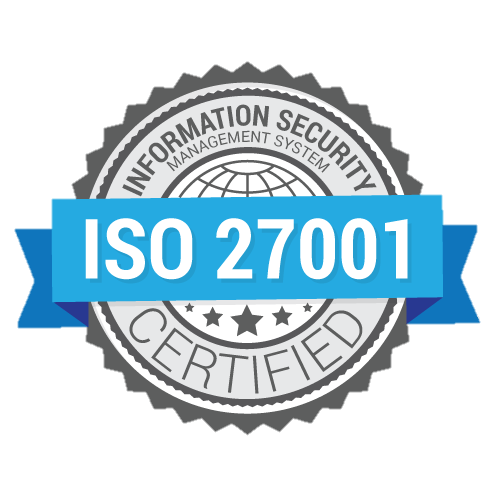 INFORMATION SECURITY
MANAGEMENT SYSTEM
ISO 27001
CERTIFIED